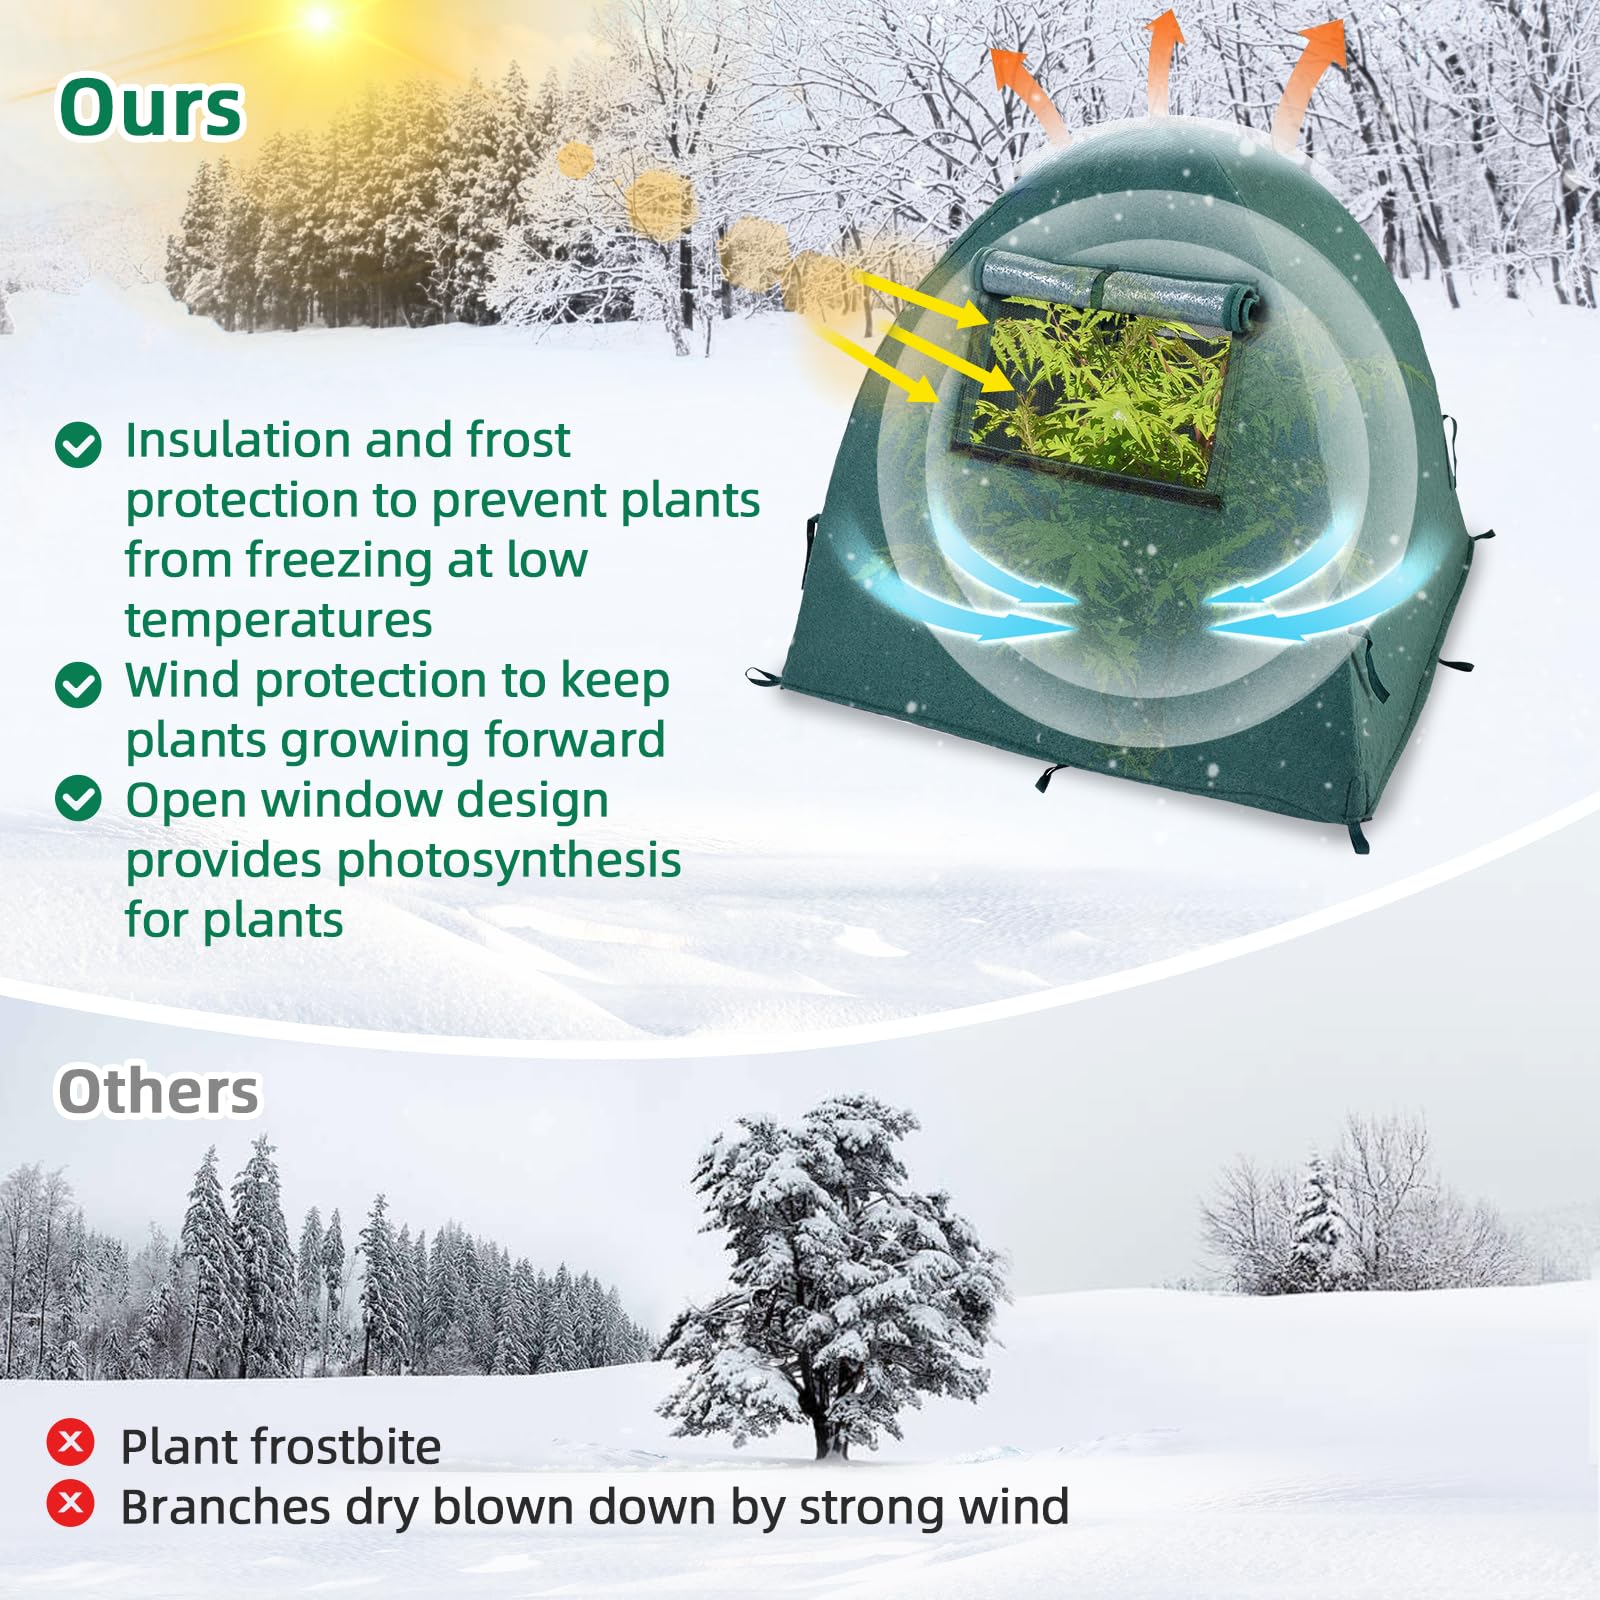 Ours
Insulation and frost
protection to prevent plants
from freezing at low
temperatures
Wind protection to keep
plants growing forward
Open window design
provides photosynthesis
for plants
Others
Plant frostbite
Branches dry blown down by strong wind